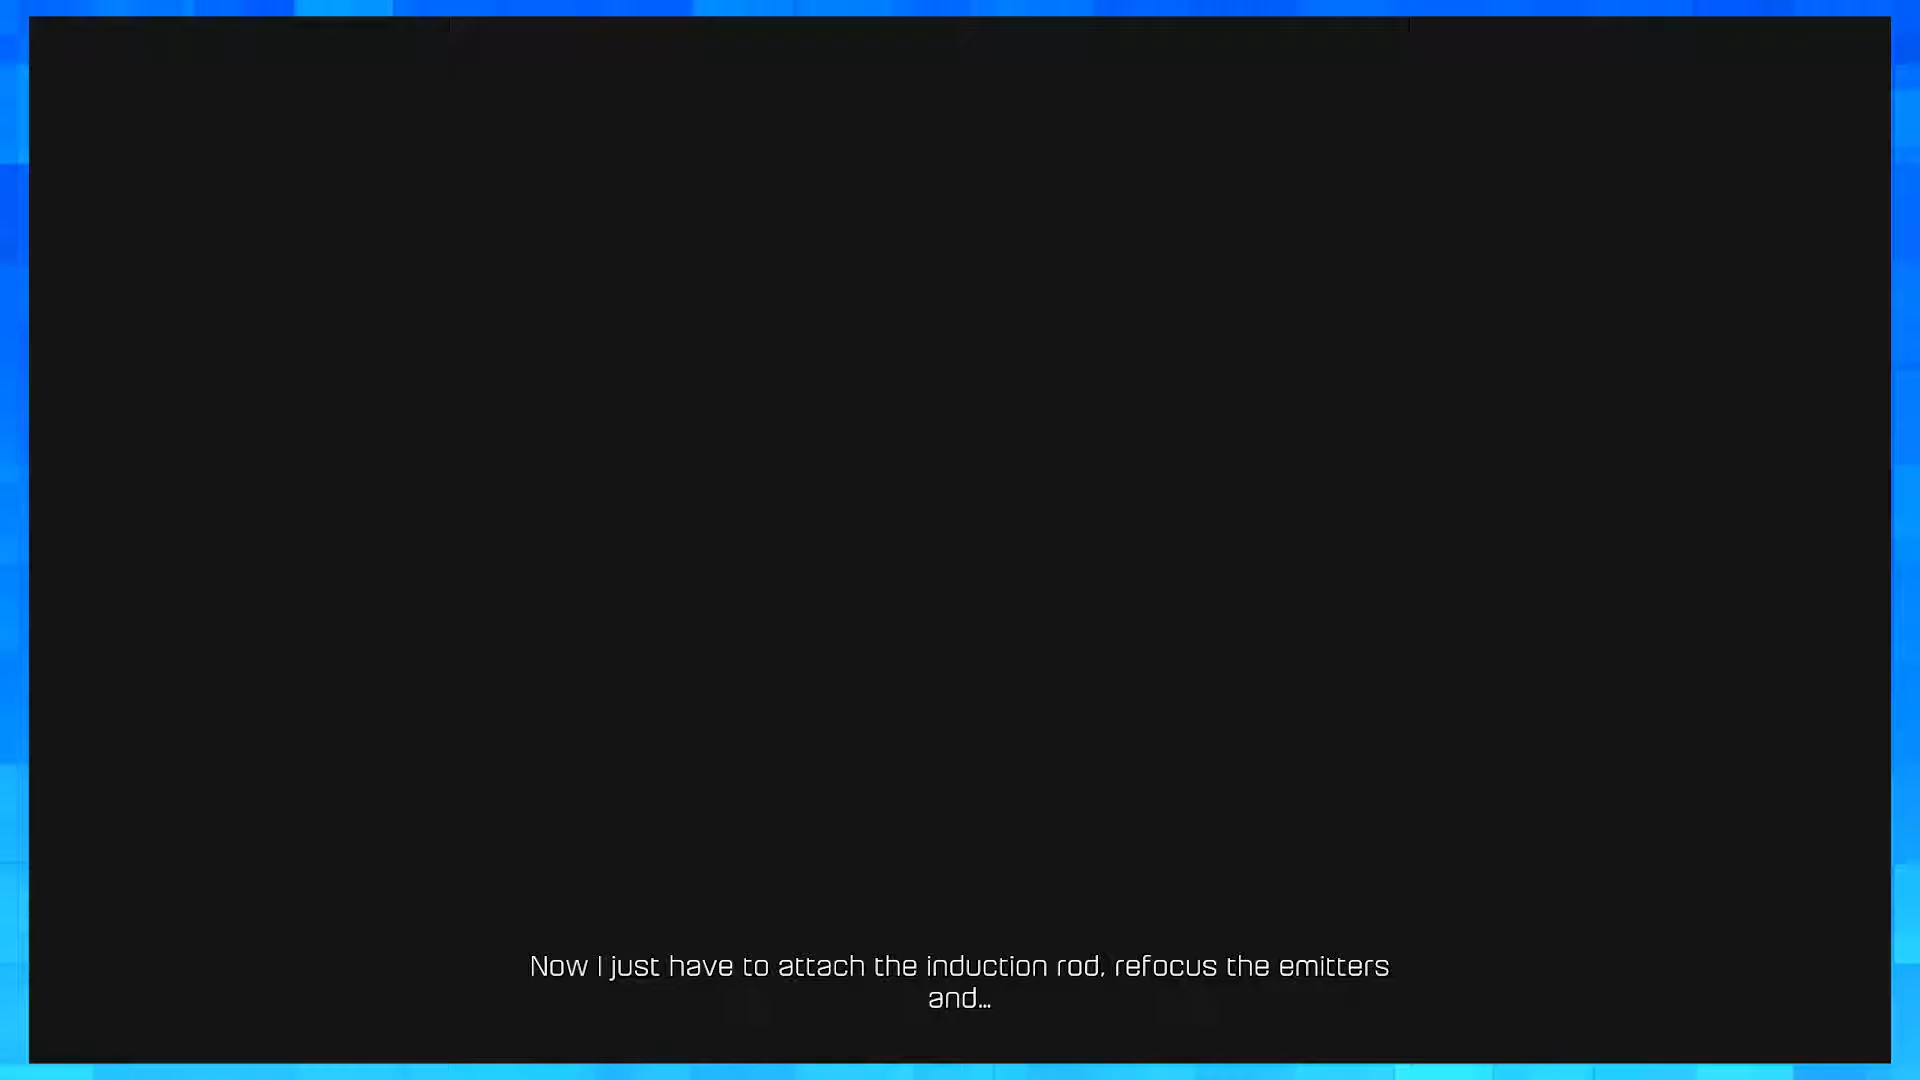 Now I just have to attach the induction rod, refocus the emitters
and...